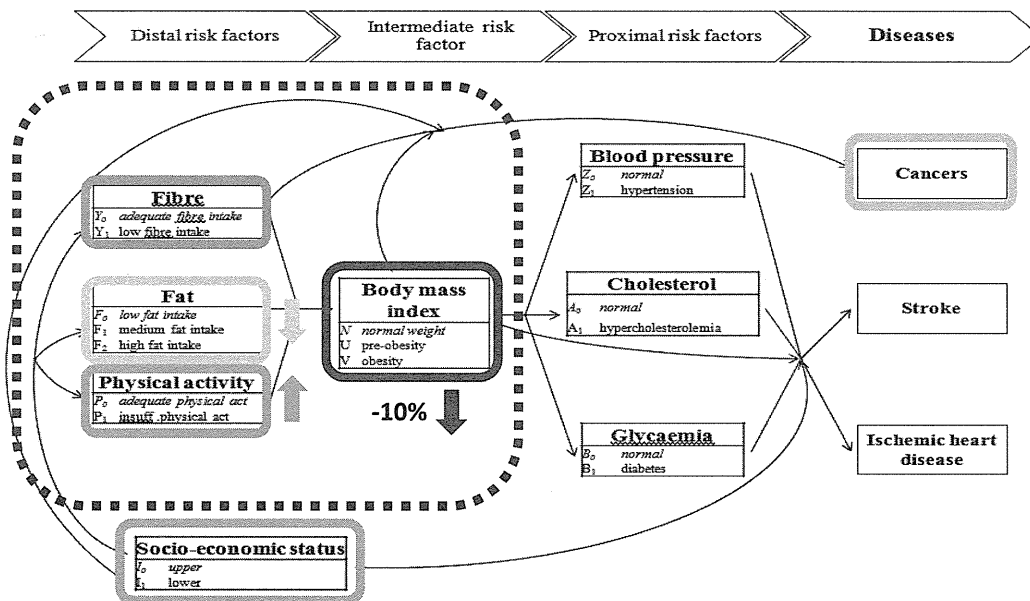 Distal risk factors
Intermediate risk
factor
Proximal risk factors
Diseases
Fibre
Y₀ adequate fibre intake
Y₁ low fibre intake
Fat
F₀ low fat intake
F₁ medium fat intake
F₂ high fat intake
Physical activity
P₀ adequate physical act
P₁ insuff.physical act
Socio-economic status
I₀ upper
I₁ lower
Body mass
index
N normal weight
U pre-obesity
V obesity
-10%
Blood pressure
Z₀ normal
Z₁ hypertension
Cholesterol
A₀ normal
A₁ hypercholesterolemia
Glycaemia
B₀ normal
B₁ diabetes
Cancers
Stroke
Ischemic heart
disease